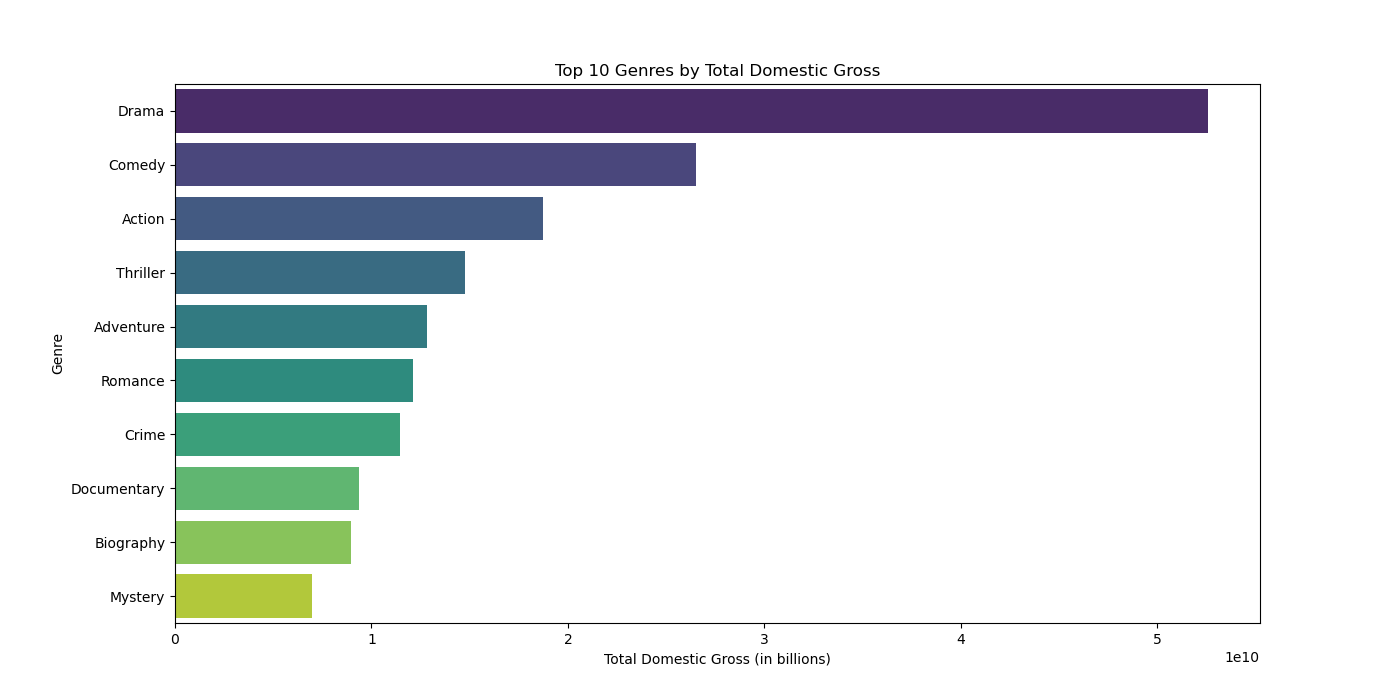 Top 10 Genres by Total Domestic Gross
Drama
Comedy
Action
Thriller
Adventure
Romance
Crime
Documentary
Biography
Mystery
Genre
0 1 2 3 4 5
1e10
Total Domestic Gross (in billions)